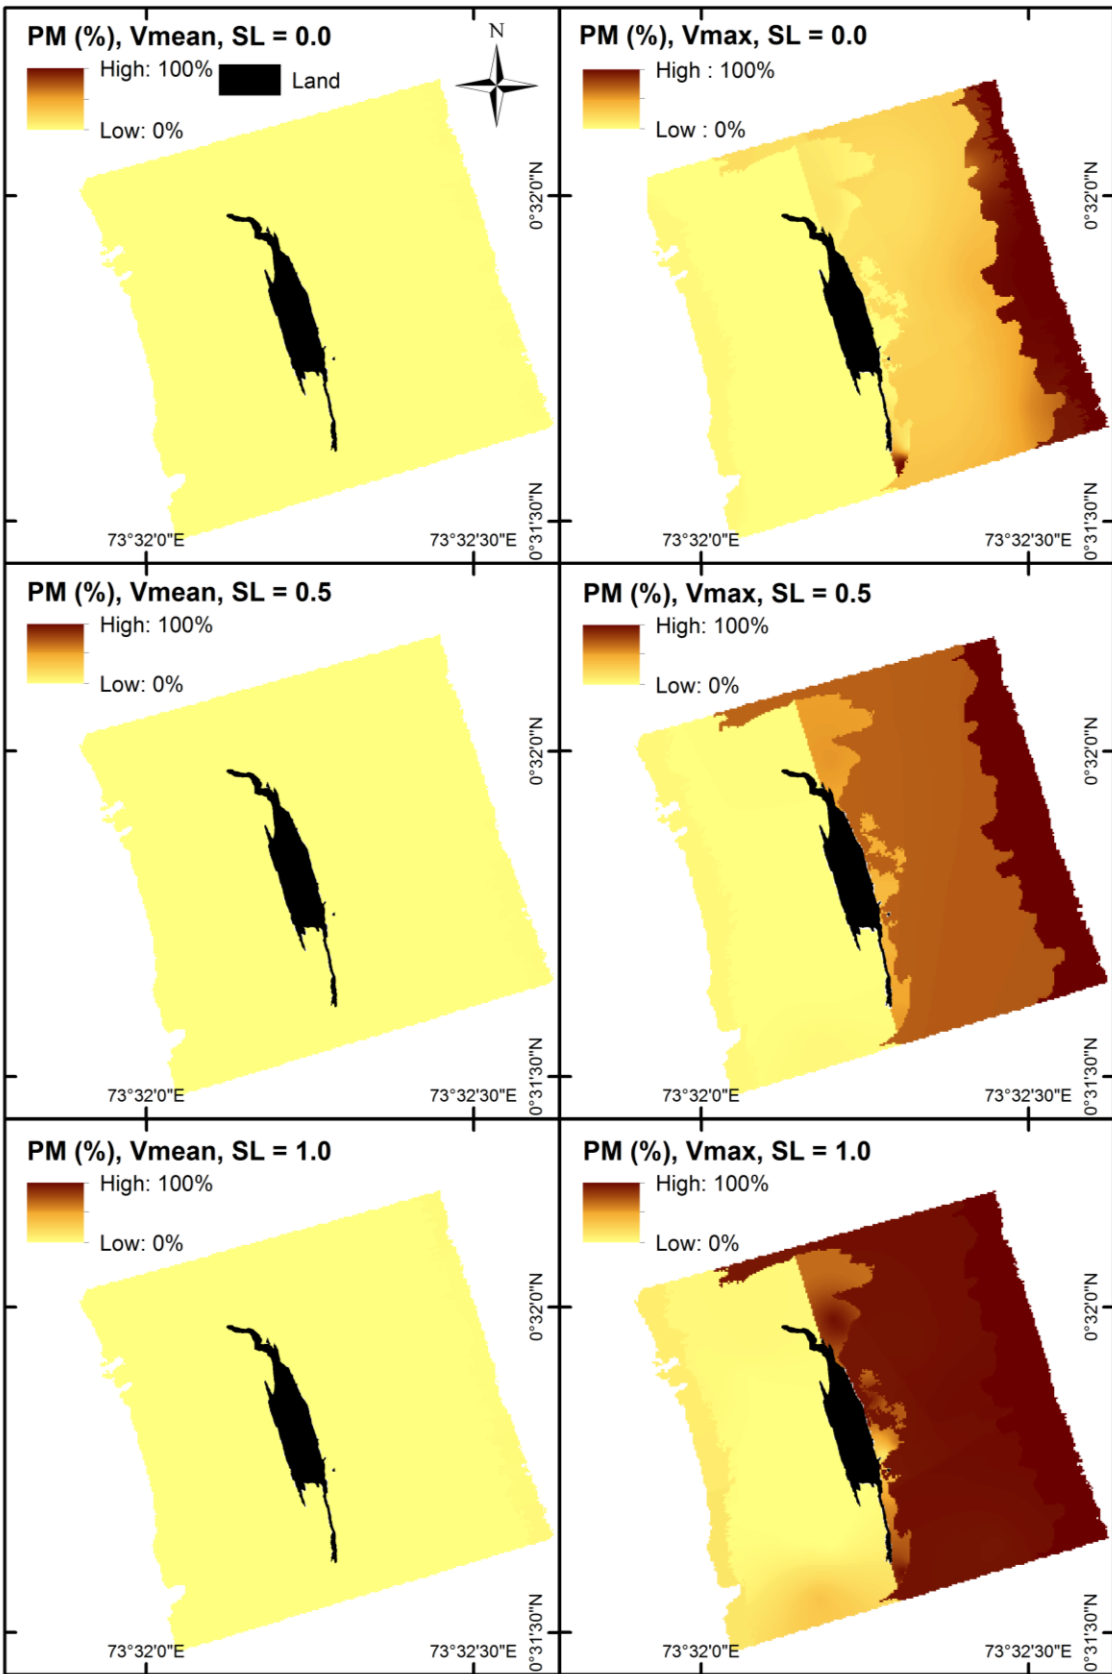 PM (%), Vmean, SL = 0.0
High: 100%
Land
Low: 0%
N
0°32'0"N
0°31'30"N
73°32'0"E
73°32'30"E
PM (%), Vmax, SL = 0.0
High : 100%
Low : 0%
0°32'0"N
0°31'30"N
73°32'0"E
73°32'30"E
PM (%), Vmean, SL = 0.5
High: 100%
Low: 0%
0°32'0"N
0°31'30"N
73°32'0"E
73°32'30"E
PM (%), Vmax, SL = 0.5
High: 100%
Low: 0%
0°32'0"N
0°31'30"N
73°32'0"E
73°32'30"E
PM (%), Vmean, SL = 1.0
High: 100%
Low: 0%
0°32'0"N
0°31'30"N
73°32'0"E
73°32'30"E
PM (%), Vmax, SL = 1.0
High: 100%
Low: 0%
0°32'0"N
0°31'30"N
73°32'0"E
73°32'30"E